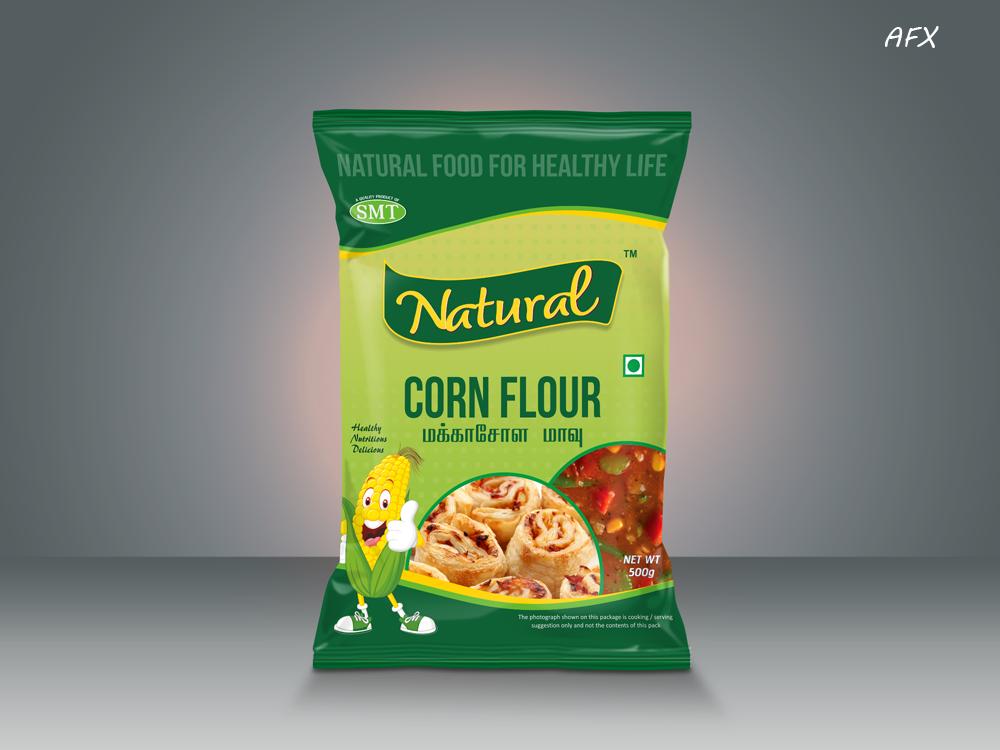 AFX
NATURAL FOOD FOR HEALTHY LIFE
A QUALITY PRODUCT OF
SMT
TM
Natural
CORN FLOUR
மக்காசோள மாவு
Healthy
Nutritious
Delicious
NET WT
500g
The photograph shown on this package is cooking / serving
suggestion only and not the contents of this pack